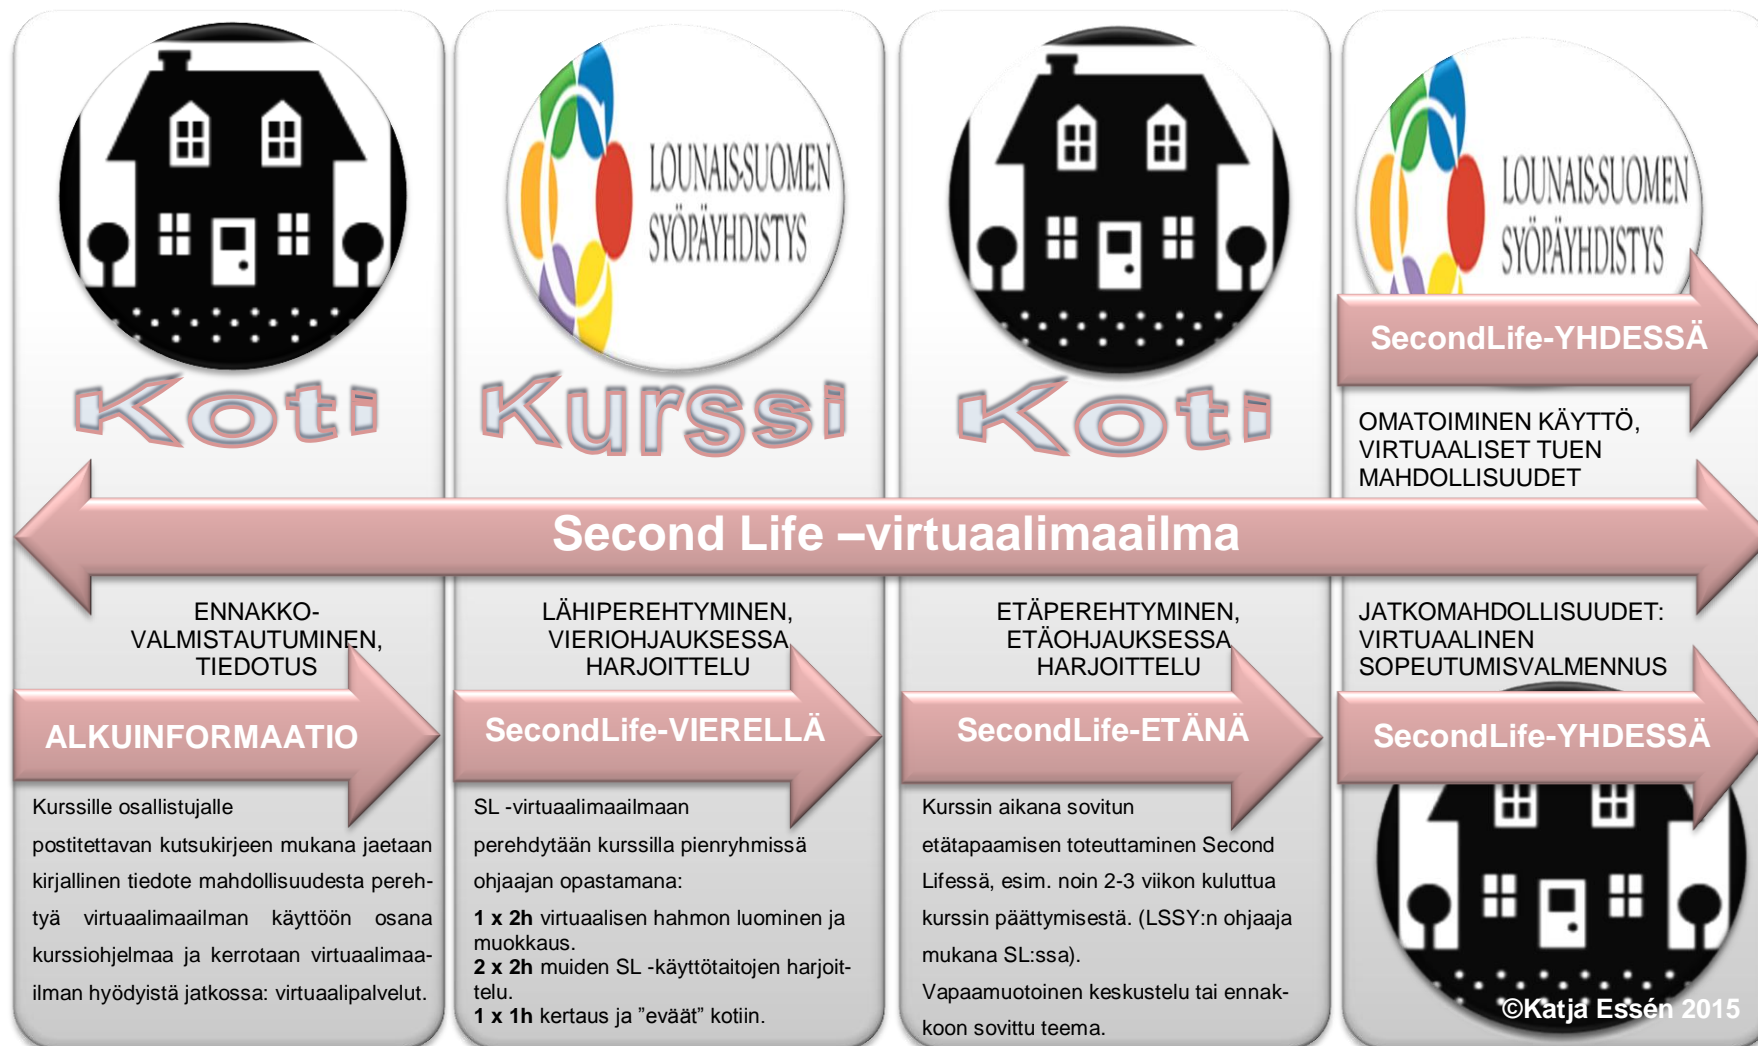 LOUNAIS-SUOMEN
SYÖPÄYHDISTYS
LOUNAIS-SUOMEN
SYÖPÄYHDISTYS
Koti
Kurssi
Koti
SecondLife-YHDESSÄ
OMATOIMINEN KÄYTTÖ,
VIRTUAALISET TUEN
MAHDOLLISUUDET
Second Life –virtuaalimaailma
ENNAKKO-
VALMISTAUTUMINEN,
TIEDOTUS
ALKUINFORMAATIO
Kurssille osallistujalle
postitettavan kutsukirjeen mukana jaetaan
kirjallinen tiedote mahdollisuudesta pereh-
tyä virtuaalimaailman käyttöön osana
kurssiohjelmaa ja kerrotaan virtuaalimaa-
ilman hyödyistä jatkossa: virtuaalipalvelut.
LÄHIPEREHTYMINEN,
VIERIOHJAUKSESSA
HARJOITTELU
SecondLife-VIERELLÄ
SL -virtuaalimaailmaan
perehdytään kurssilla pienryhmissä
ohjaajan opastamana:
1 x 2h virtuaalisen hahmon luominen ja
muokkaus.
2 x 2h muiden SL -käyttötaitojen harjoit-
telu.
1 x 1h kertaus ja ”eväät” kotiin.
ETÄPEREHTYMINEN,
ETÄOHJAUKSESSA
HARJOITTELU
SecondLife-ETÄNÄ
Kurssin aikana sovitun
etätapaamisen toteuttaminen Second
Lifessä, esim. noin 2-3 viikon kuluttua
kurssin päättymisestä. (LSSY:n ohjaaja
mukana SL:ssa).
Vapaamuotoinen keskustelu tai ennak-
koon sovittu teema.
JATKOMAHDOLLISUUDET:
VIRTUAALINEN
SOPEUTUMISVALMENNUS
SecondLife-YHDESSÄ
©Katja Essén 2015